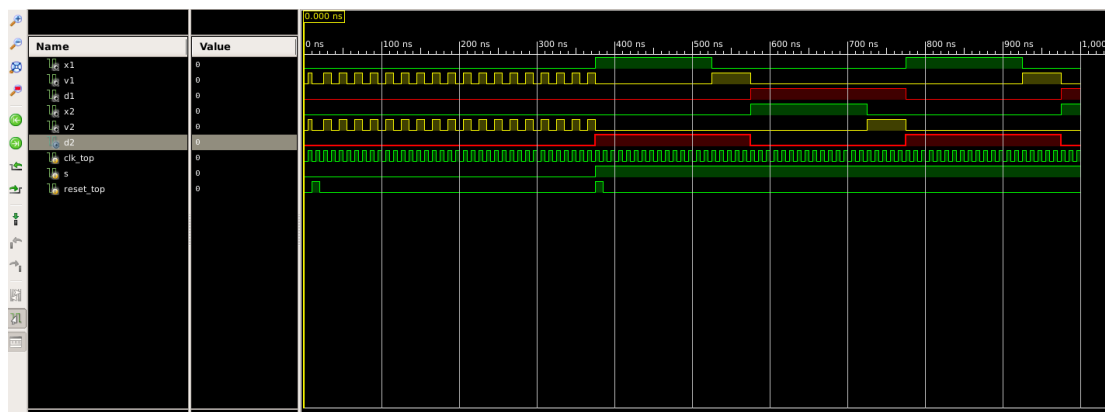 0.000 ns
Name Value
0 ns 100 ns 200 ns 300 ns 400 ns 500 ns 600 ns 700 ns 800 ns 900 ns 1,000
x1 0
v1 0
d1 0
x2 0
v2 0
d2 0
clk_top 0
s 0
reset_top 0